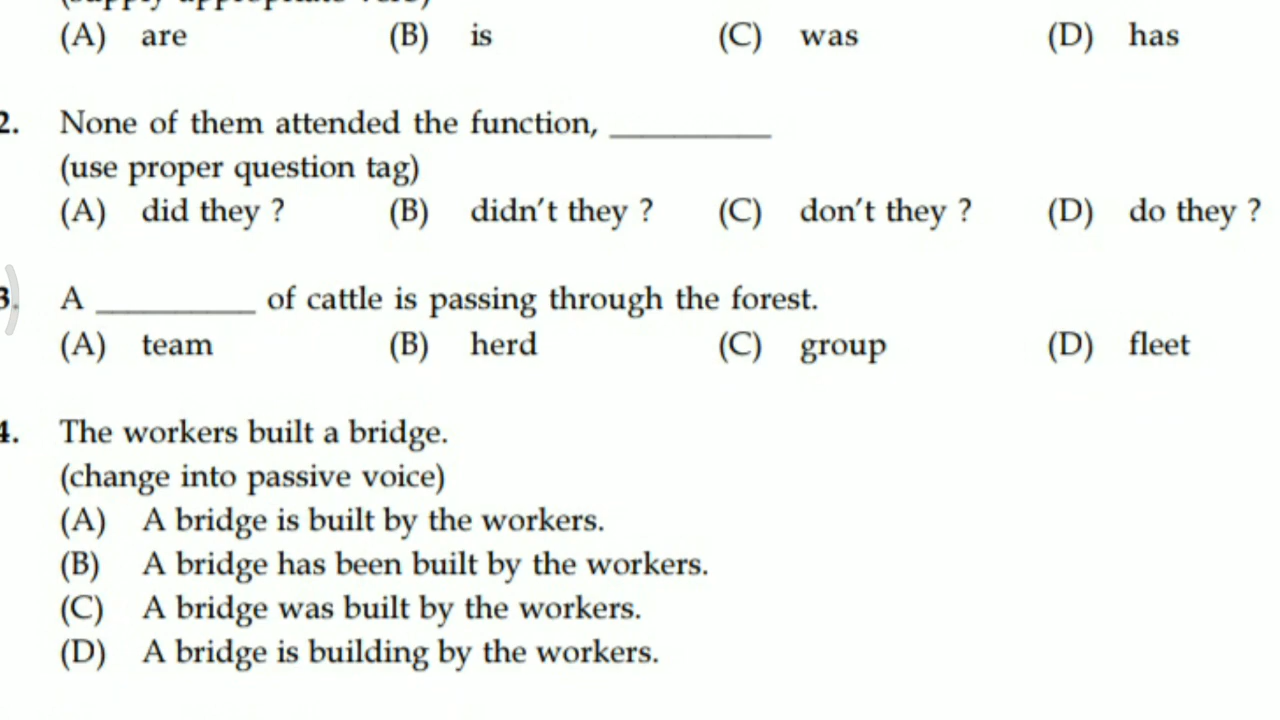 (A) are (B) is (C) was (D) has
2. None of them attended the function, __________
(use proper question tag)
(A) did they ? (B) didn't they ? (C) don't they ? (D) do they ?
3. A __________ of cattle is passing through the forest.
(A) team (B) herd (C) group (D) fleet
4. The workers built a bridge.
(change into passive voice)
(A) A bridge is built by the workers.
(B) A bridge has been built by the workers.
(C) A bridge was built by the workers.
(D) A bridge is building by the workers.